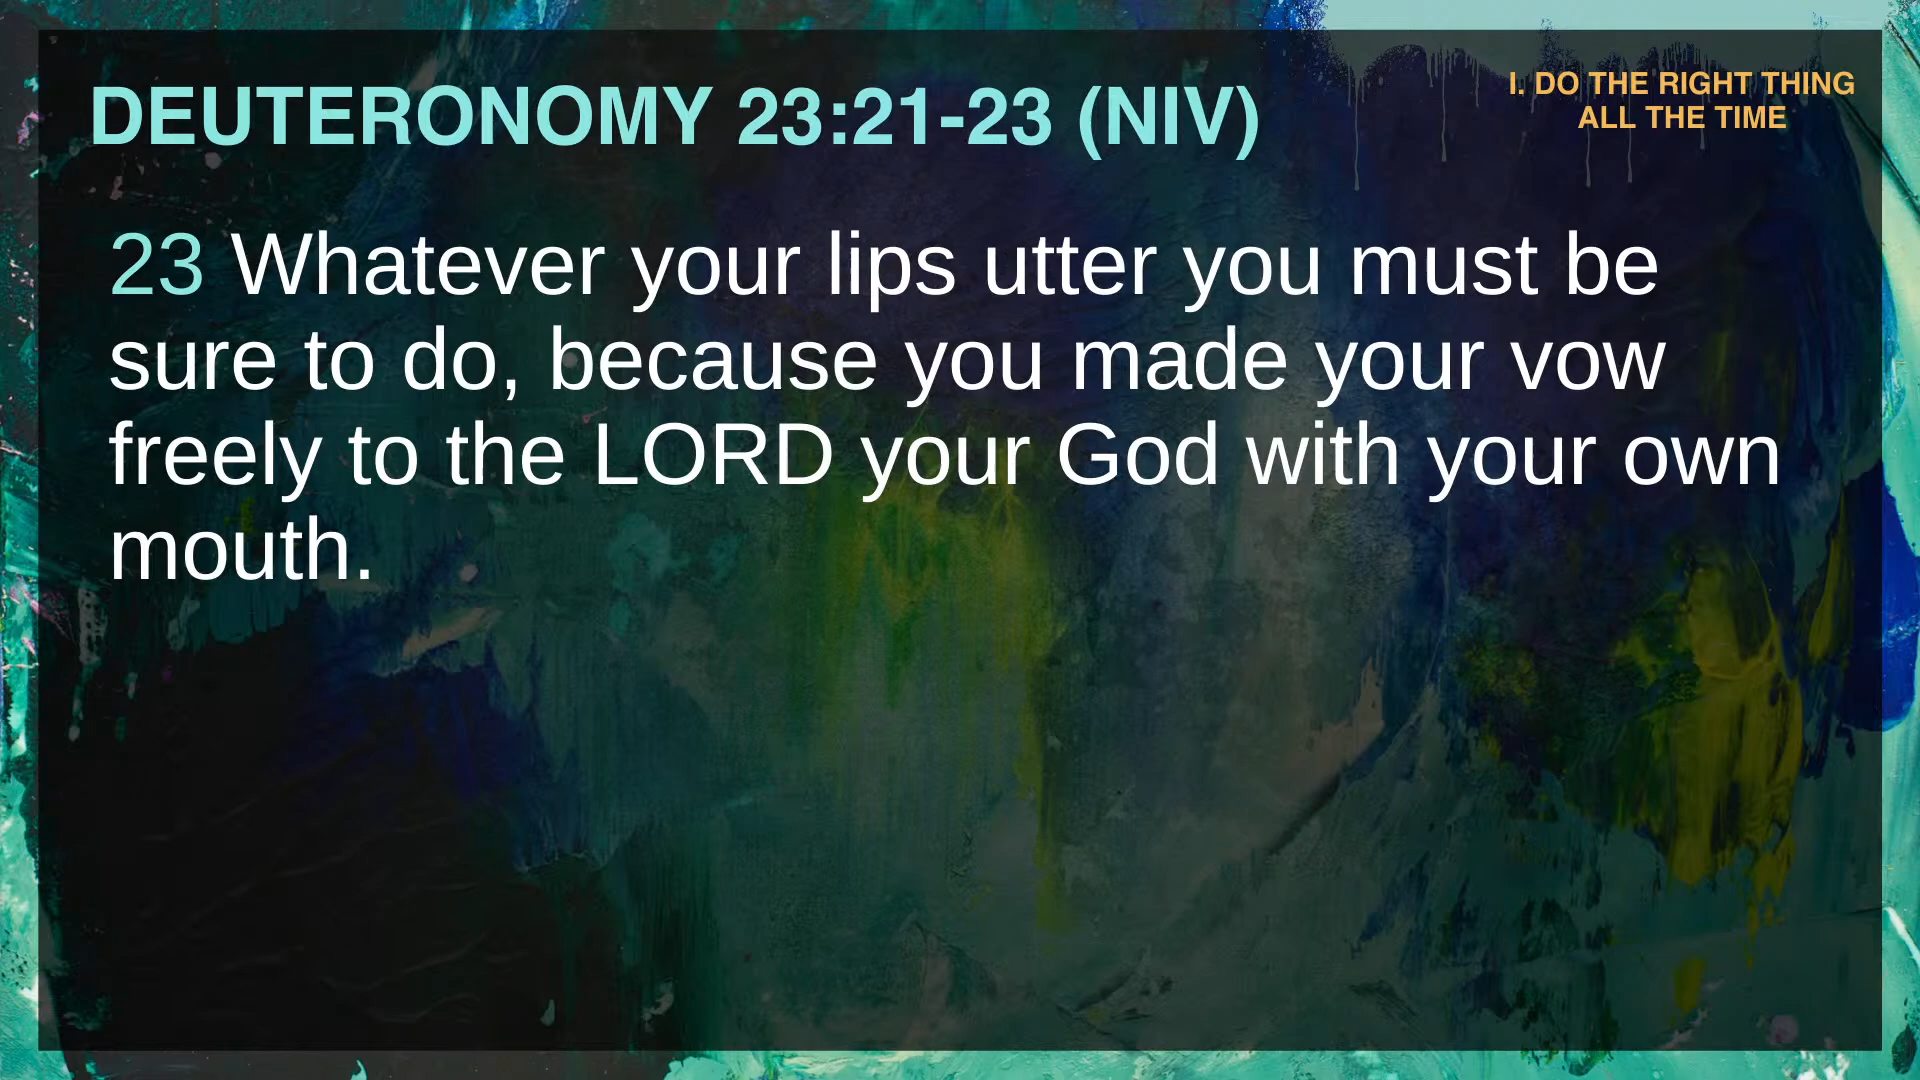 DEUTERONOMY 23:21-23 (NIV)
I. DO THE RIGHT THING
ALL THE TIME
23 Whatever your lips utter you must be
sure to do, because you made your vow
freely to the LORD your God with your own
mouth.